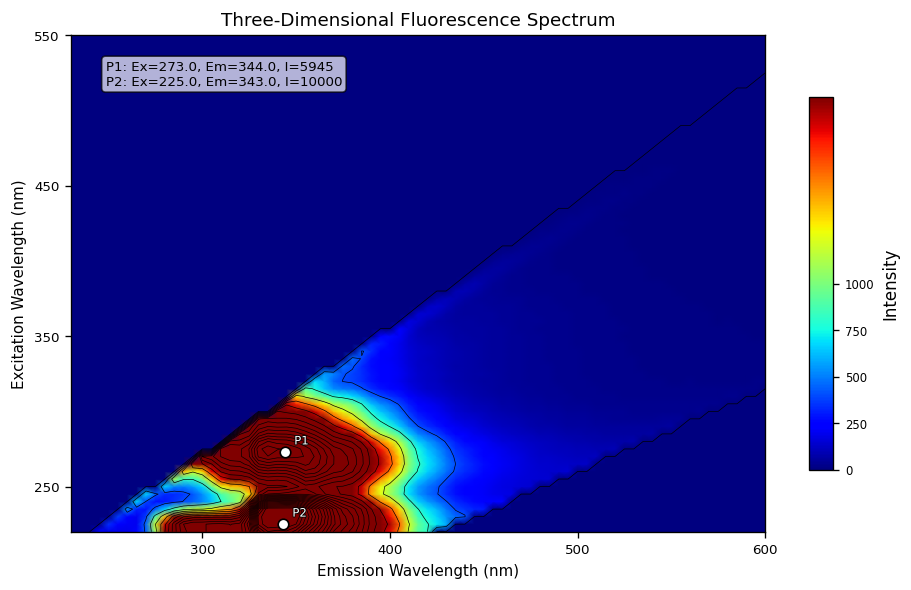 Three-Dimensional Fluorescence Spectrum
550
P1: Ex=273.0, Em=344.0, I=5945
P2: Ex=225.0, Em=343.0, I=10000
450
350
250
Excitation Wavelength (nm)
P1
P2
300
400
500
600
Emission Wavelength (nm)
1000
750
500
250
0
Intensity